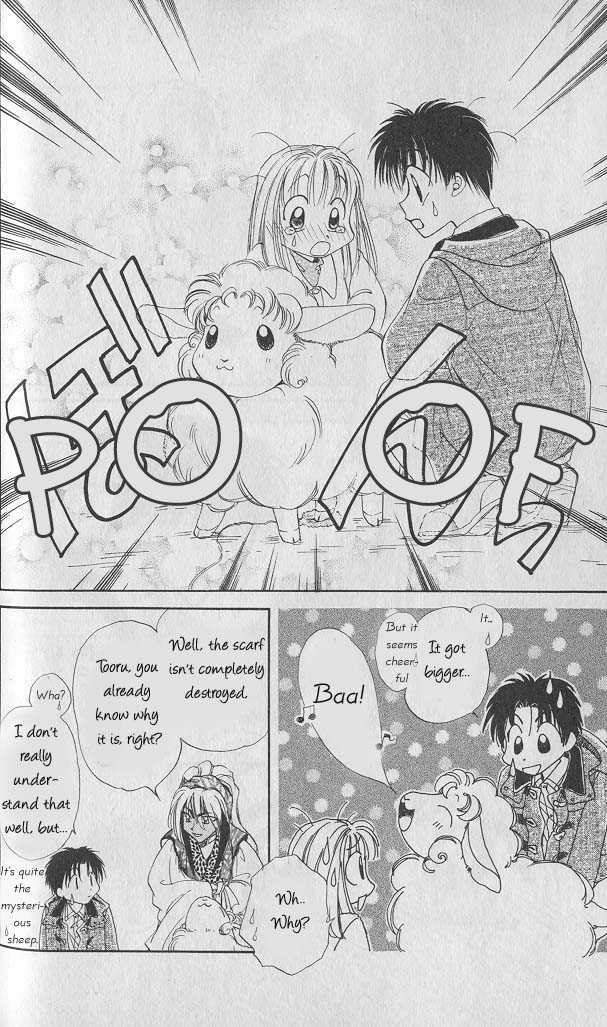 POOF
It..
It got
bigger...
But it
seems
cheer-
ful
Baa!
Wh..
Why?
Well, the scarf
isn't completely
destroyed.
Tooru, you
already
know why
it is, right?
Wha?
I don't
really
under-
stand that
well, but...
It's quite
the
mysteri-
ous
sheep.